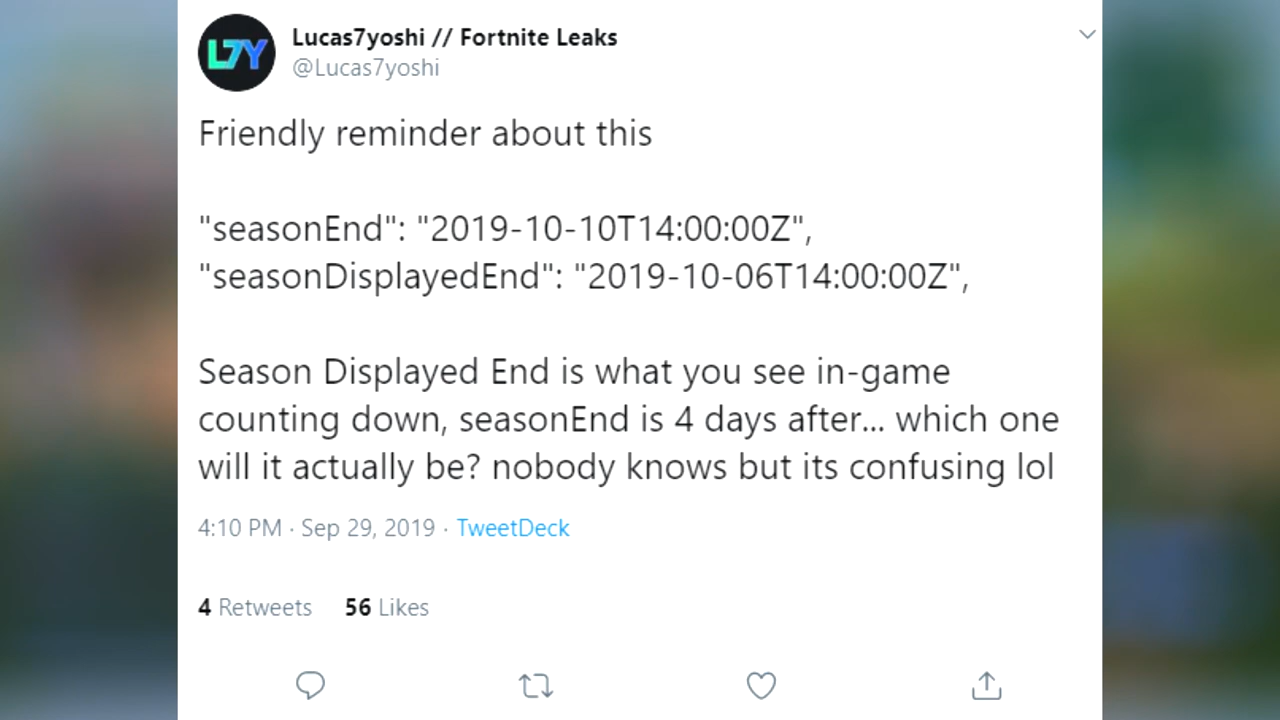 L7Y
Lucas7yoshi // Fortnite Leaks
@Lucas7yoshi
Friendly reminder about this
"seasonEnd": "2019-10-10T14:00:00Z",
"seasonDisplayedEnd": "2019-10-06T14:00:00Z",
Season Displayed End is what you see in-game
counting down, seasonEnd is 4 days after... which one
will it actually be? nobody knows but its confusing lol
4:10 PM · Sep 29, 2019 · TweetDeck
4 Retweets 56 Likes